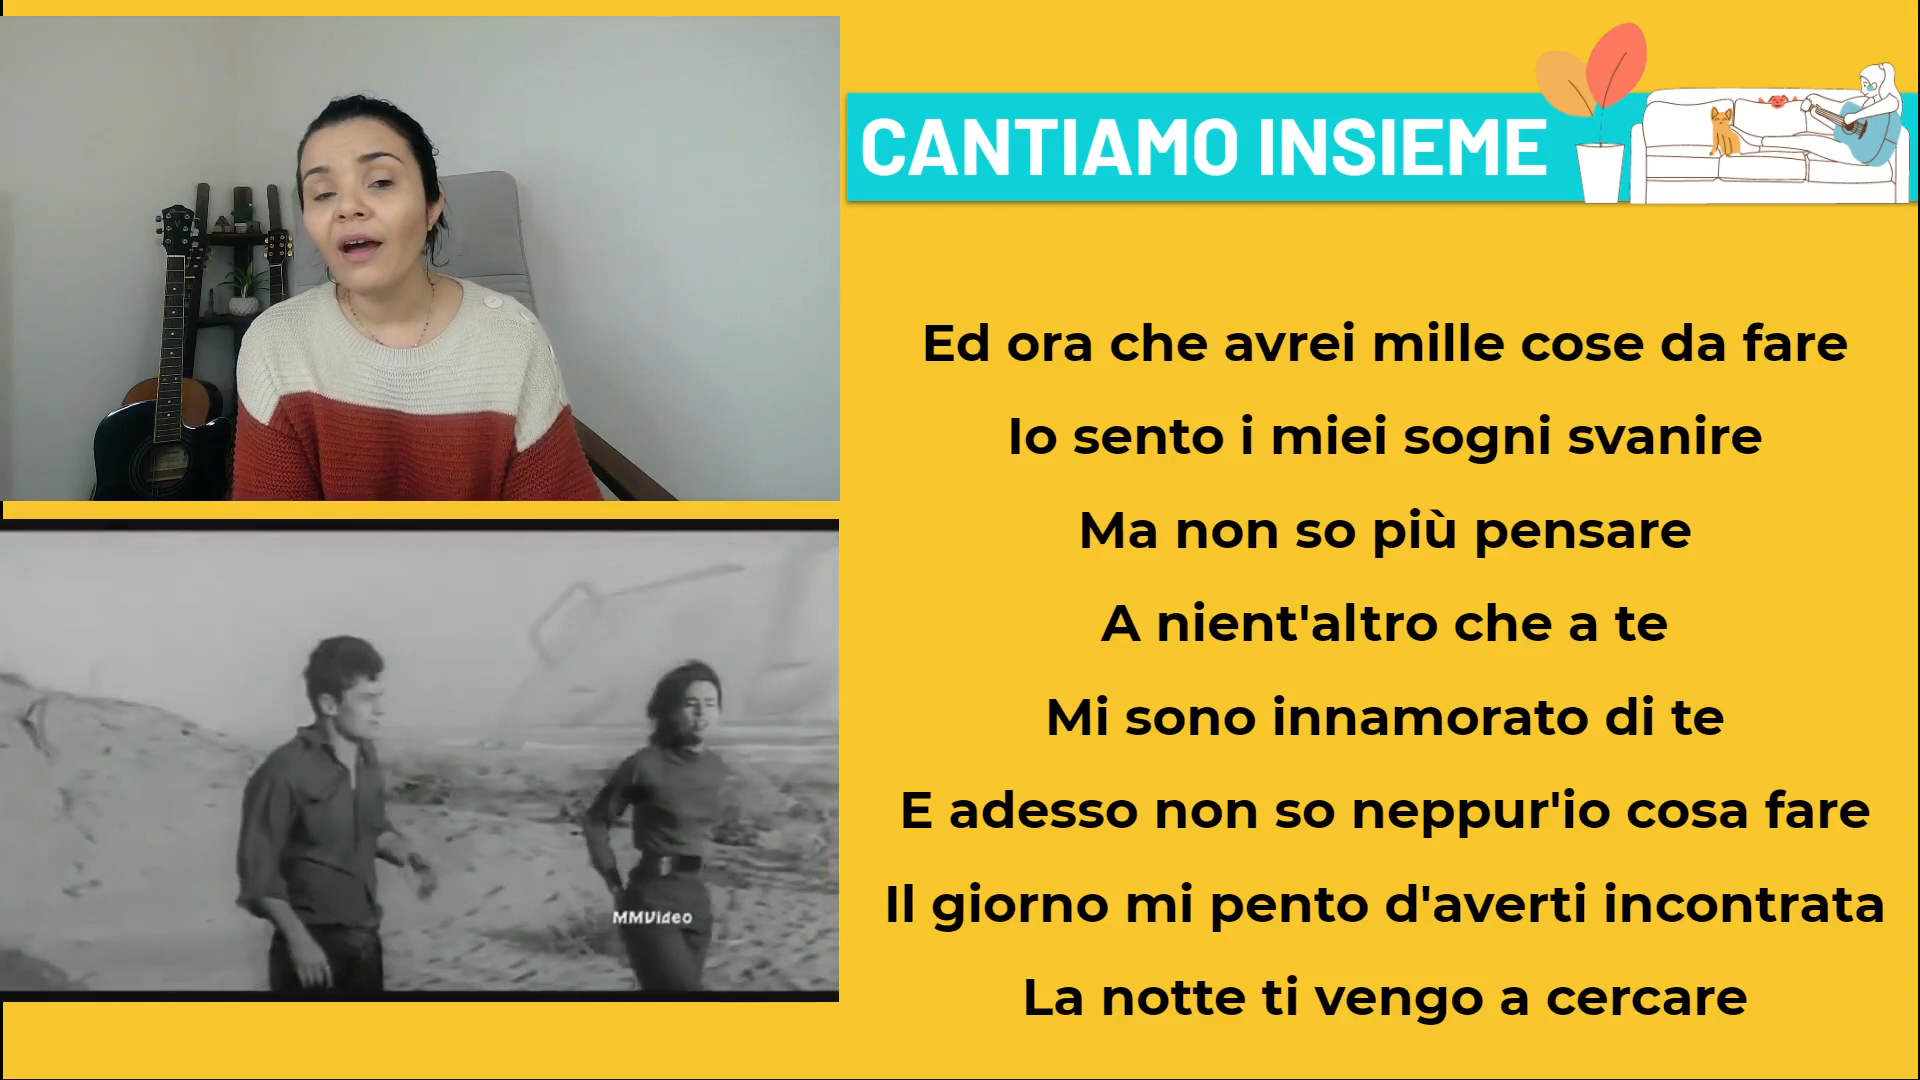 CANTIAMO INSIEME
Ed ora che avrei mille cose da fare
Io sento i miei sogni svanire
Ma non so più pensare
A nient'altro che a te
Mi sono innamorato di te
E adesso non so neppur'io cosa fare
Il giorno mi pento d'averti incontrata
La notte ti vengo a cercare
MMVideo